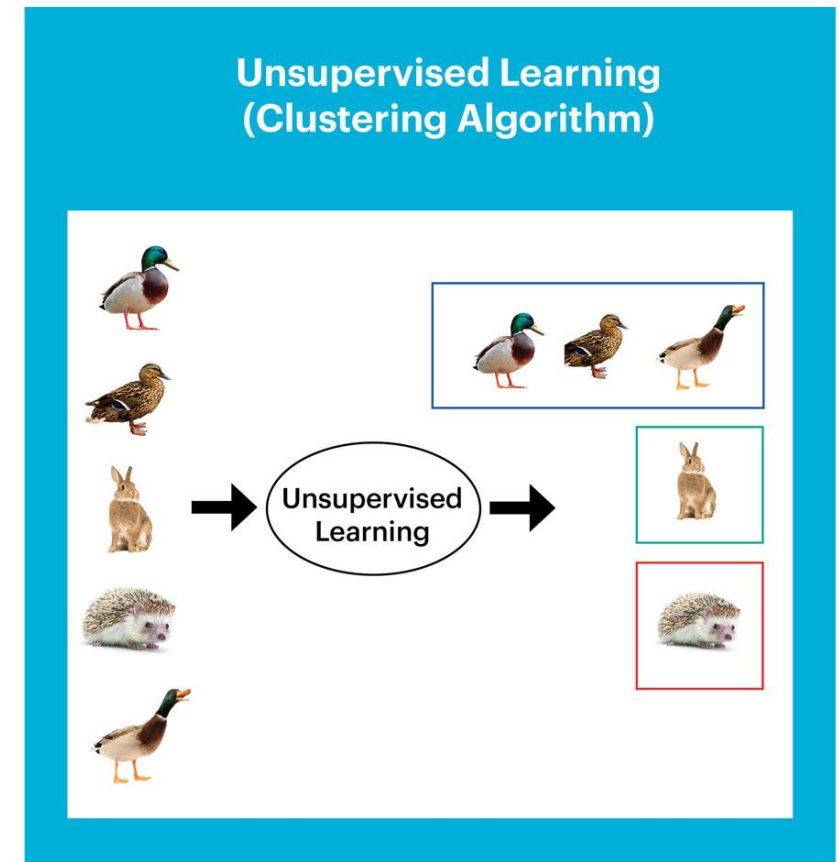 Unsupervised Learning
(Clustering Algorithm)
Unsupervised
Learning